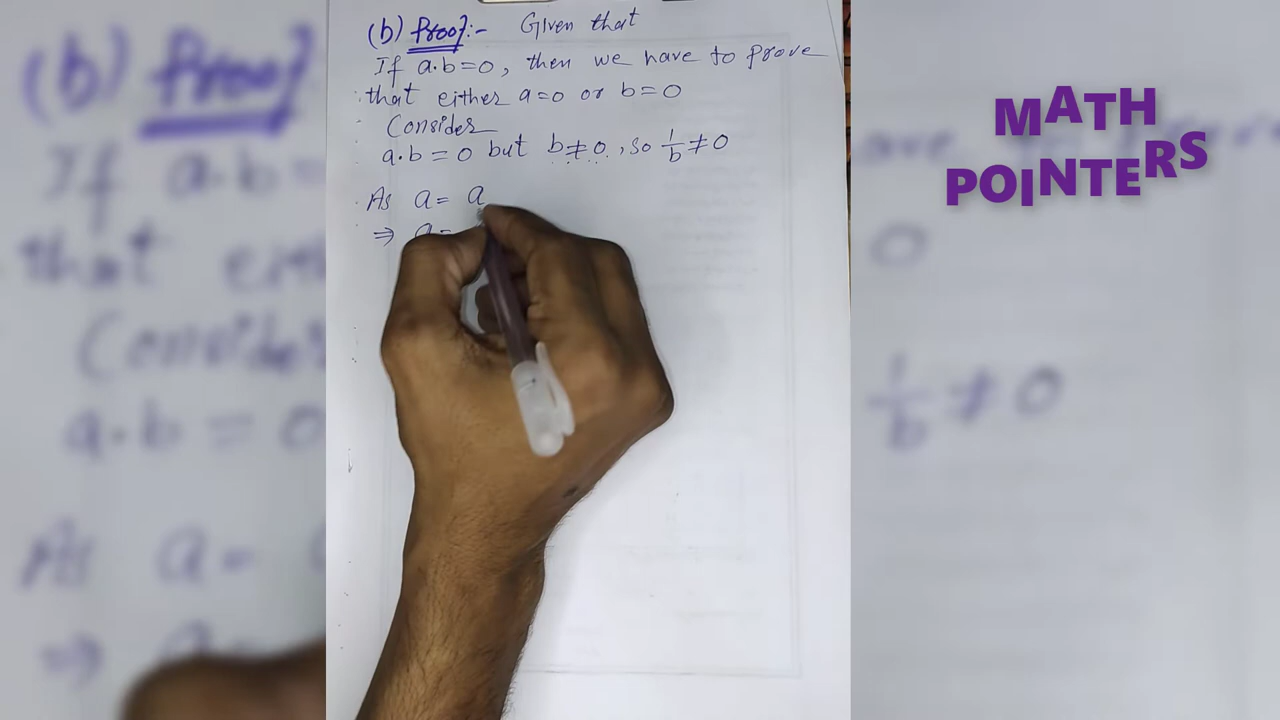 (b) Proof:- Given that
If a·b=0, then we have to prove
that either a=0 or b=0
Consider
a·b = 0 but b≠0, so 1/b ≠ 0
As a = a
⇒ a =
MATH
POINTERS